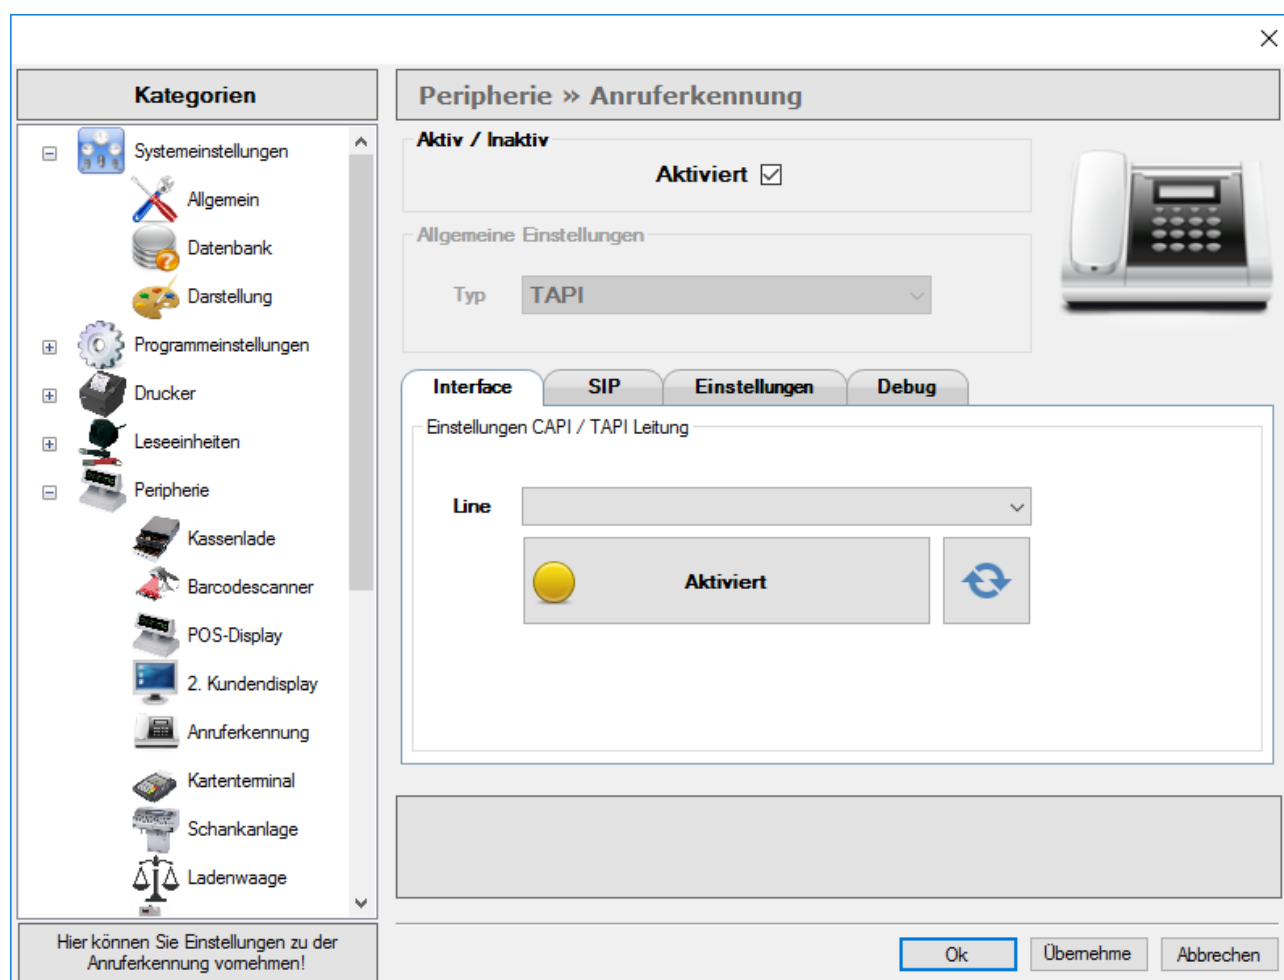 Kategorien
Systemeinstellungen
Allgemein
Datenbank
Darstellung
Programmeinstellungen
Drucker
Leseeinheiten
Peripherie
Kassenlade
Barcodescanner
POS-Display
2. Kundendisplay
Anruferkennung
Kartenterminal
Schankanlage
Ladenwaage
Hier können Sie Einstellungen zu der
Anruferkennung vornehmen!
Peripherie » Anruferkennung
Aktiv / Inaktiv
Aktiviert
Allgemeine Einstellungen
Typ TAPI
Interface SIP Einstellungen Debug
Einstellungen CAPI / TAPI Leitung
Line
Aktiviert
Ok Übernehme Abbrechen